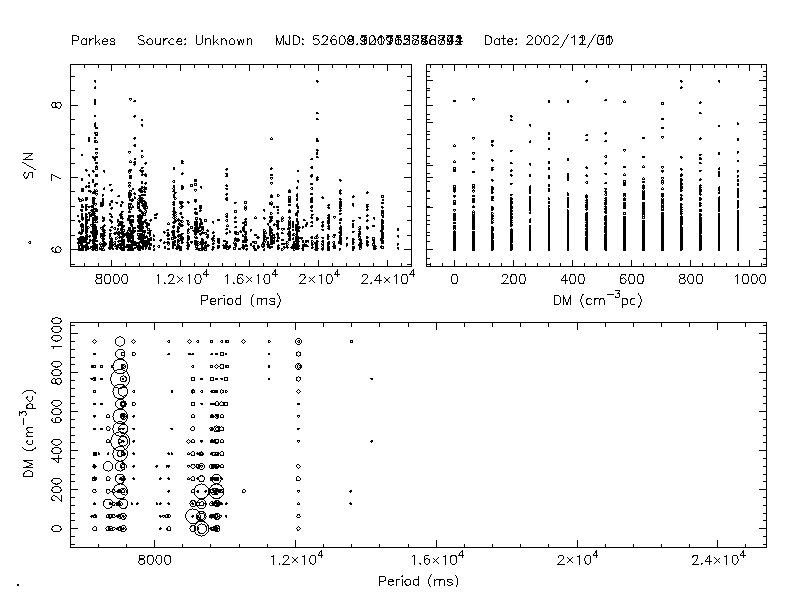 Parkes Source: Unknown MJD: Date: 2002/
S/N
8
7
6
8000 1.2×10⁴ 1.6×10⁴ 2×10⁴ 2.4×10⁴
Period (ms)
0 200 400 600 800 1000
DM (cm⁻³pc)
DM (cm⁻³pc)
1000
800
600
400
200
0
8000 1.2×10⁴ 1.6×10⁴ 2×10⁴ 2.4×10⁴
Period (ms)